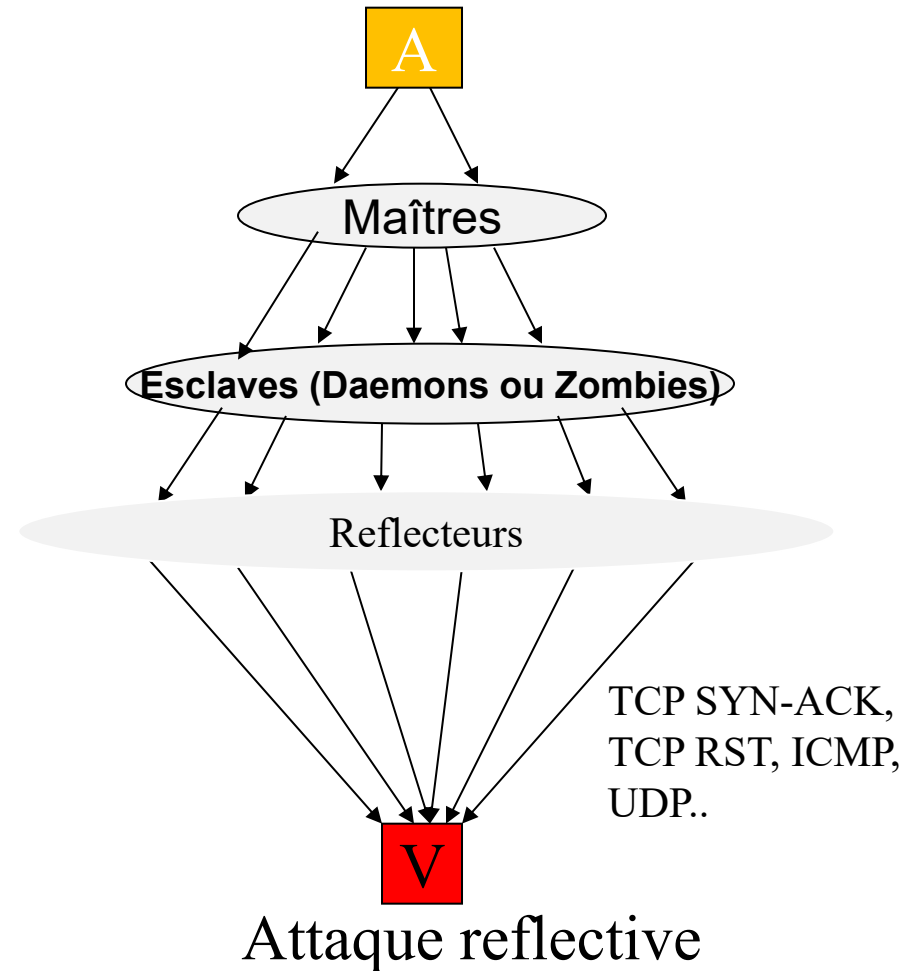 A
Maîtres
Esclaves (Daemons ou Zombies)
Reflecteurs
TCP SYN-ACK,
TCP RST, ICMP,
UDP..
V
Attaque reflective